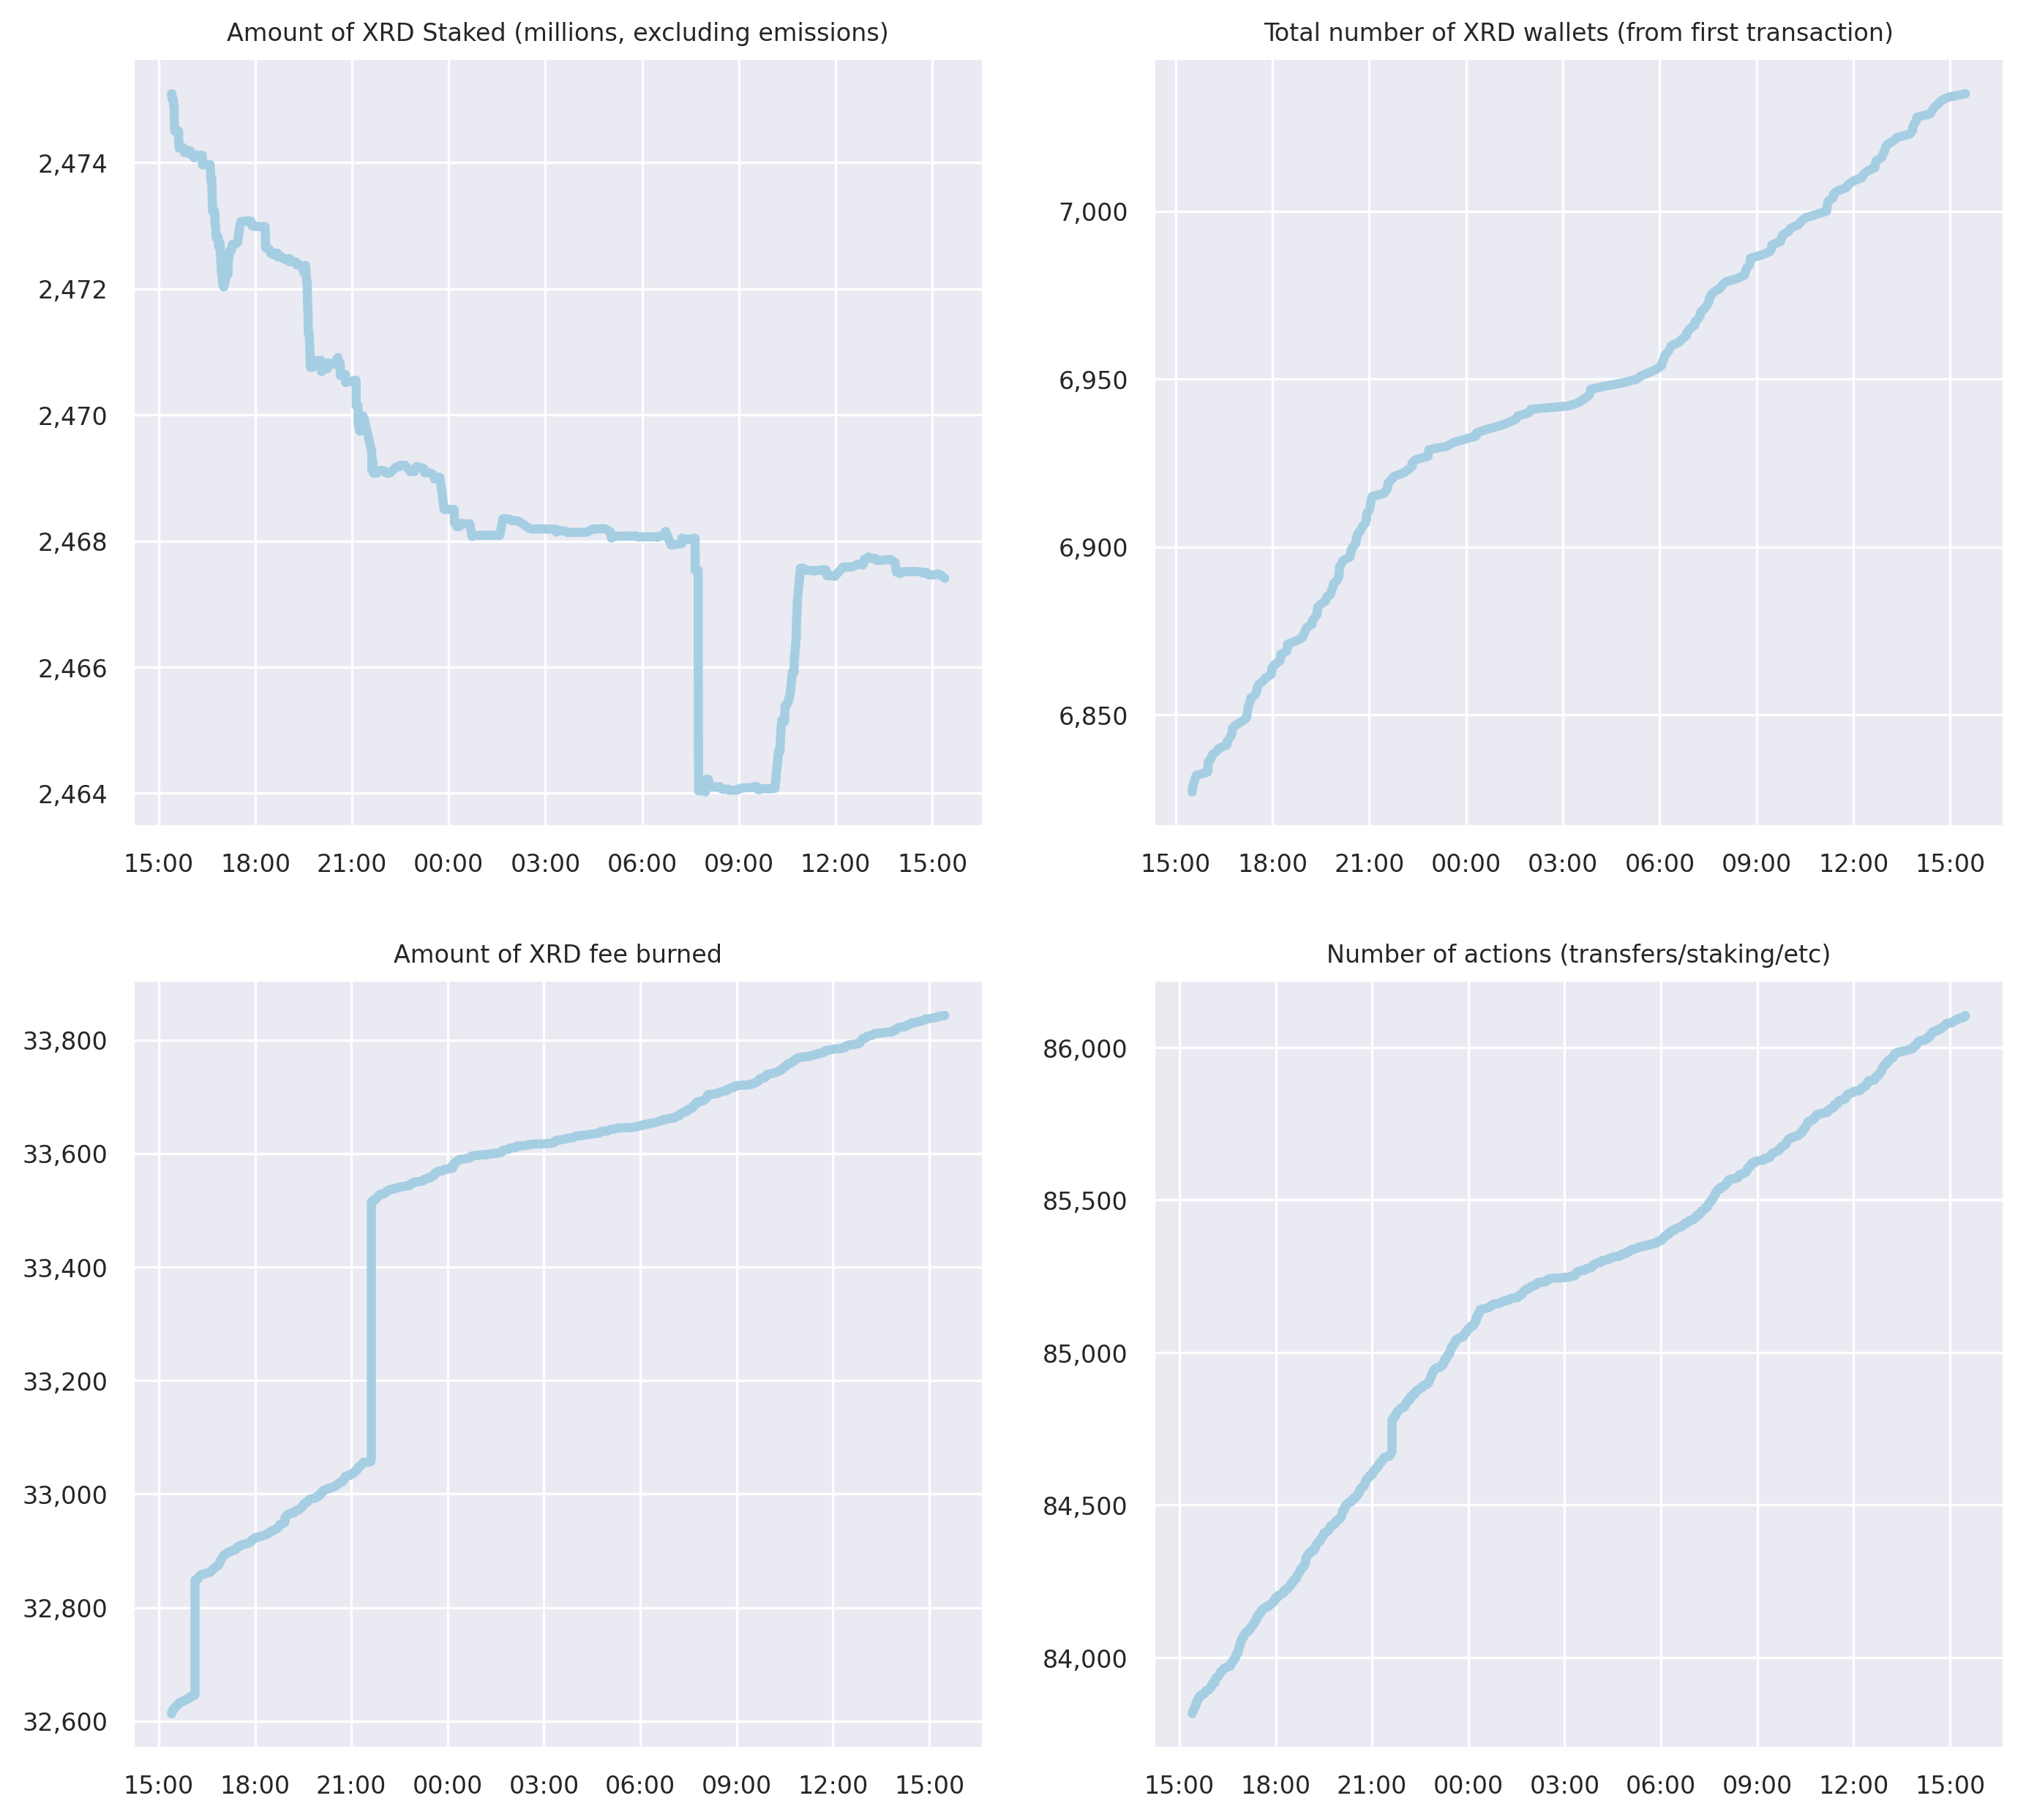 Amount of XRD Staked (millions, excluding emissions)
2,474
2,472
2,470
2,468
2,466
2,464
15:00 18:00 21:00 00:00 03:00 06:00 09:00 12:00 15:00
Total number of XRD wallets (from first transaction)
7,000
6,950
6,900
6,850
15:00 18:00 21:00 00:00 03:00 06:00 09:00 12:00 15:00
Amount of XRD fee burned
33,800
33,600
33,400
33,200
33,000
32,800
32,600
15:00 18:00 21:00 00:00 03:00 06:00 09:00 12:00 15:00
Number of actions (transfers/staking/etc)
86,000
85,500
85,000
84,500
84,000
15:00 18:00 21:00 00:00 03:00 06:00 09:00 12:00 15:00